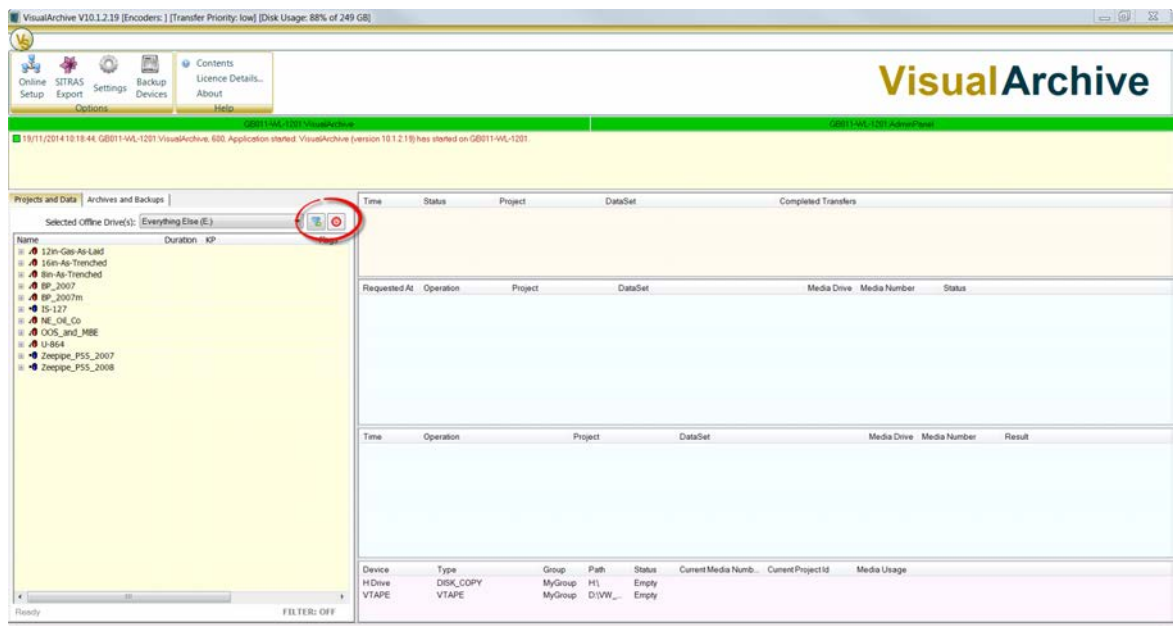 VisualArchive V10.1.2.19 [Encoders: ] [Transfer Priority: low] [Disk Usage: 88% of 249 GB]
VS
Online Setup
SITRAS Export
Settings
Backup Devices
Options
Contents
Licence Details...
About
Help
VisualArchive
GB011-WL-1201:VisualArchive
GB011-WL-1201:AdminPanel
19/11/2014 10:18:44, GB011-WL-1201:VisualArchive, 600, Application started: VisualArchive (version 10.1.2.19) has started on GB011-WL-1201.
Projects and Data Archives and Backups
Selected Offline Drive(s): Everything Else (E:)
Name Duration KP Flags
12in-Gas-As-Laid
16in-As-Trenched
8in-As-Trenched
BP_2007
BP_2007m
IS-127
NE_Oil_Co
OOS_and_MBE
U-864
Zeepipe_P55_2007
Zeepipe_P55_2008
Ready FILTER: OFF
Time Status Project DataSet Completed Transfers
Requested At Operation Project DataSet Media Drive Media Number Status
Time Operation Project DataSet Media Drive Media Number Result
Device Type Group Path Status Current Media Numb... Current Project Id Media Usage
H Drive DISK_COPY MyGroup H:\ Empty
VTAPE VTAPE MyGroup D:\VW_... Empty